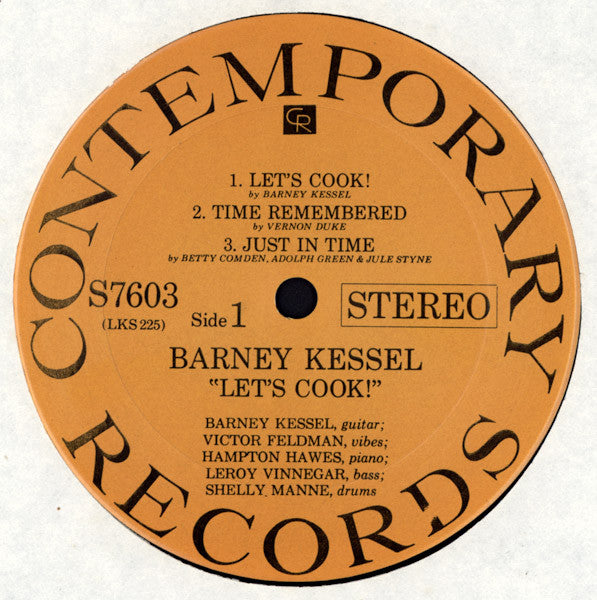 CONTEMPORARY
CR
1. LET'S COOK!
by BARNEY KESSEL
2. TIME REMEMBERED
by VERNON DUKE
3. JUST IN TIME
by BETTY COMDEN, ADOLPH GREEN & JULE STYNE
S7603
(LKS 225)
Side 1
STEREO
BARNEY KESSEL
"LET'S COOK!"
BARNEY KESSEL, guitar;
VICTOR FELDMAN, vibes;
HAMPTON HAWES, piano;
LEROY VINNEGAR, bass;
SHELLY MANNE, drums
RECORDS